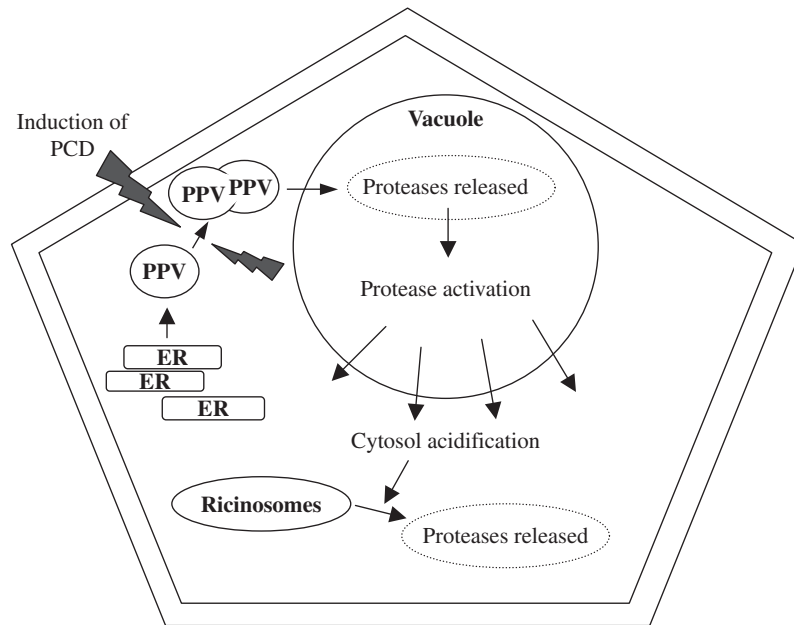 Induction of
PCD
Vacuole
PPV PPV
Proteases released
PPV
Protease activation
ER
ER
ER
Cytosol acidification
Ricinosomes
Proteases released